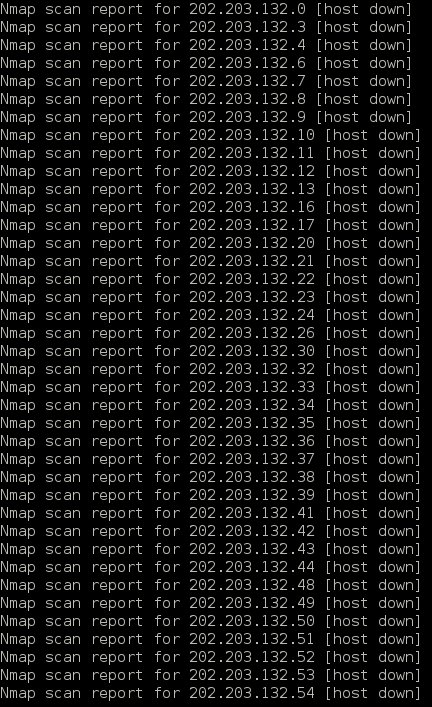 Nmap scan report for 202.203.132.0 [host down]
Nmap scan report for 202.203.132.3 [host down]
Nmap scan report for 202.203.132.4 [host down]
Nmap scan report for 202.203.132.6 [host down]
Nmap scan report for 202.203.132.7 [host down]
Nmap scan report for 202.203.132.8 [host down]
Nmap scan report for 202.203.132.9 [host down]
Nmap scan report for 202.203.132.10 [host down]
Nmap scan report for 202.203.132.11 [host down]
Nmap scan report for 202.203.132.12 [host down]
Nmap scan report for 202.203.132.13 [host down]
Nmap scan report for 202.203.132.16 [host down]
Nmap scan report for 202.203.132.17 [host down]
Nmap scan report for 202.203.132.20 [host down]
Nmap scan report for 202.203.132.21 [host down]
Nmap scan report for 202.203.132.22 [host down]
Nmap scan report for 202.203.132.23 [host down]
Nmap scan report for 202.203.132.24 [host down]
Nmap scan report for 202.203.132.26 [host down]
Nmap scan report for 202.203.132.30 [host down]
Nmap scan report for 202.203.132.32 [host down]
Nmap scan report for 202.203.132.33 [host down]
Nmap scan report for 202.203.132.34 [host down]
Nmap scan report for 202.203.132.35 [host down]
Nmap scan report for 202.203.132.36 [host down]
Nmap scan report for 202.203.132.37 [host down]
Nmap scan report for 202.203.132.38 [host down]
Nmap scan report for 202.203.132.39 [host down]
Nmap scan report for 202.203.132.41 [host down]
Nmap scan report for 202.203.132.42 [host down]
Nmap scan report for 202.203.132.43 [host down]
Nmap scan report for 202.203.132.44 [host down]
Nmap scan report for 202.203.132.48 [host down]
Nmap scan report for 202.203.132.49 [host down]
Nmap scan report for 202.203.132.50 [host down]
Nmap scan report for 202.203.132.51 [host down]
Nmap scan report for 202.203.132.52 [host down]
Nmap scan report for 202.203.132.53 [host down]
Nmap scan report for 202.203.132.54 [host down]